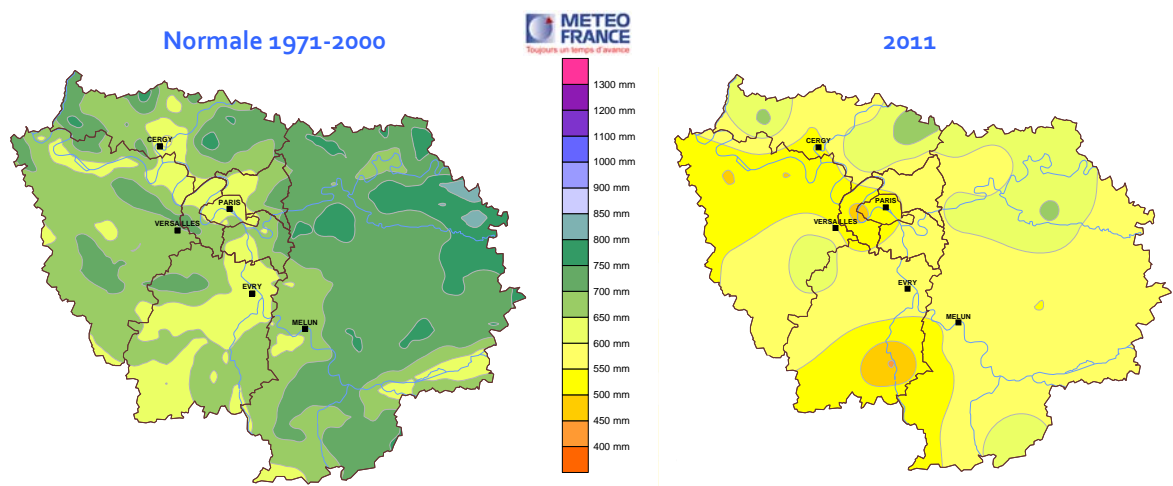 Normale 1971-2000
METEO
FRANCE
Toujours un temps d'avance
2011
CERGY
PARIS
VERSAILLES
EVRY
MELUN
1300 mm
1200 mm
1100 mm
1000 mm
900 mm
850 mm
800 mm
750 mm
700 mm
650 mm
600 mm
550 mm
500 mm
450 mm
400 mm
CERGY
PARIS
VERSAILLES
EVRY
MELUN